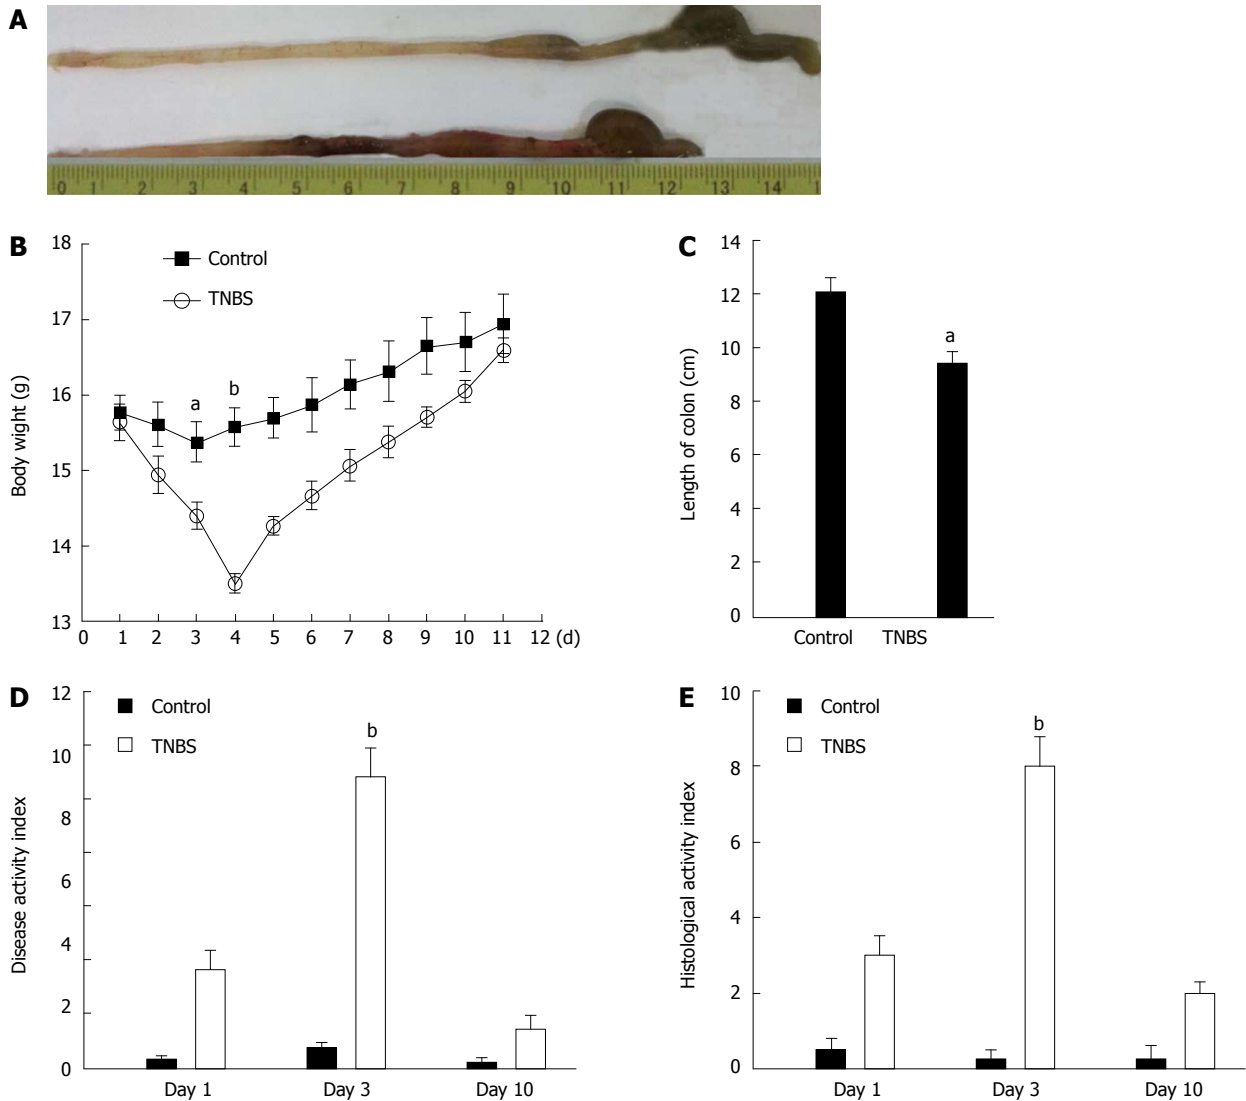 A
0 1 2 3 4 5 6 7 8 9 10 11 12 13 14 1
B
18
17
16
15
14
13
Body wight (g)
Control
TNBS
a
b
0 1 2 3 4 5 6 7 8 9 10 11 12 (d)
C
14
12
10
8
6
4
2
0
Length of colon (cm)
a
Control TNBS
D
12
10
8
6
4
2
0
Disease activity index
Control
TNBS
b
Day 1 Day 3 Day 10
E
10
8
6
4
2
0
Histological activity index
Control
TNBS
b
Day 1 Day 3 Day 10